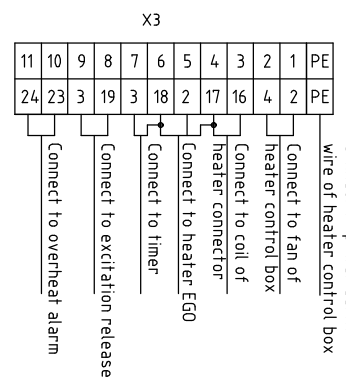 X3
11 10 9 8 7 6 5 4 3 2 1 PE
24 23 3 19 3 18 2 17 16 4 2 PE
Connect to overheat alarm
Connect to excitation release
Connect to timer
Connect to heater EGO
Connect to coil of
heater connector
Connect to fan of
heater control box
wire of heater control box